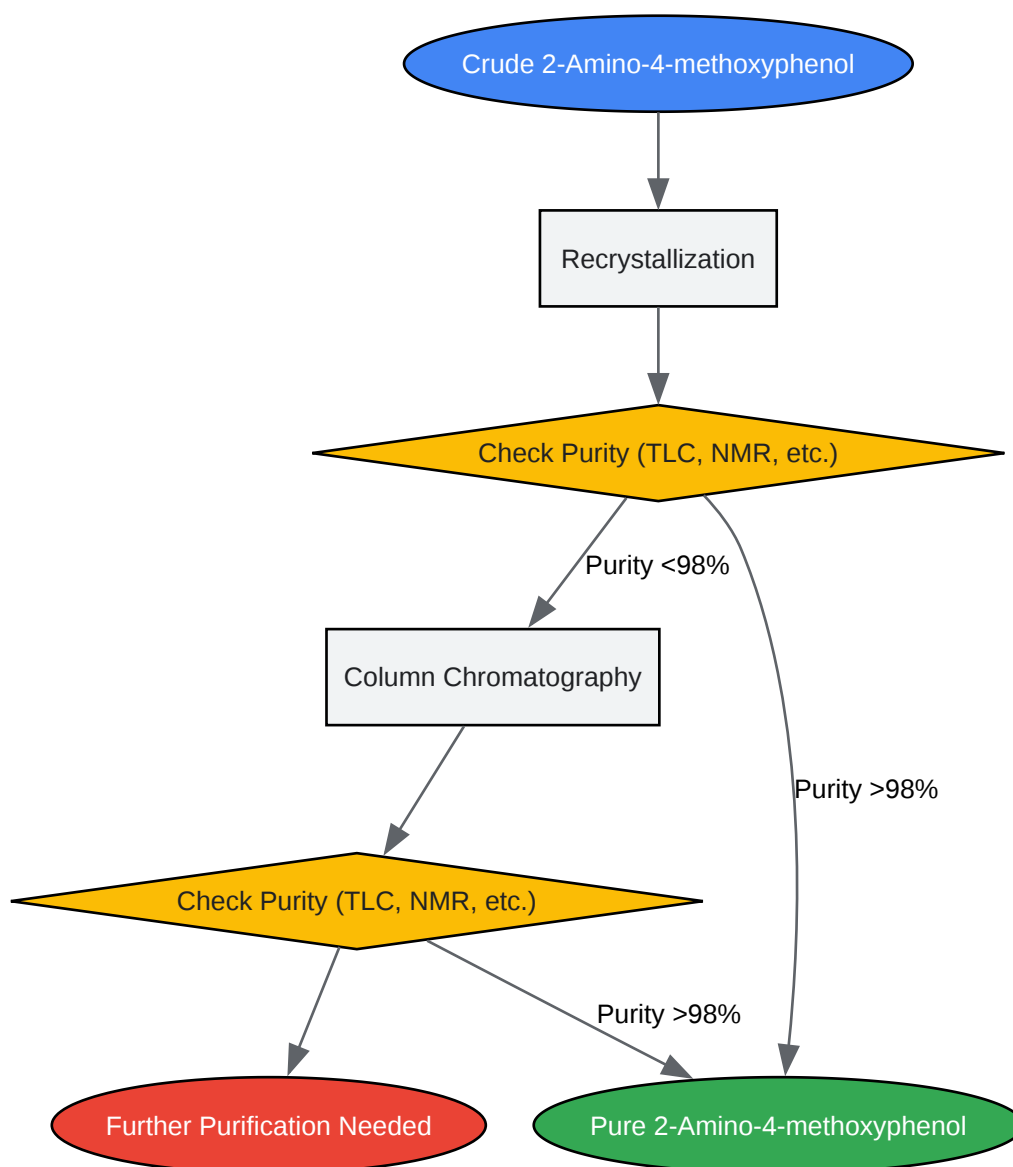 Crude 2-Amino-4-methoxyphenol
Recrystallization
Check Purity (TLC, NMR, etc.)
Purity <98%
Column Chromatography
Purity >98%
Check Purity (TLC, NMR, etc.)
Purity >98%
Further Purification Needed
Pure 2-Amino-4-methoxyphenol